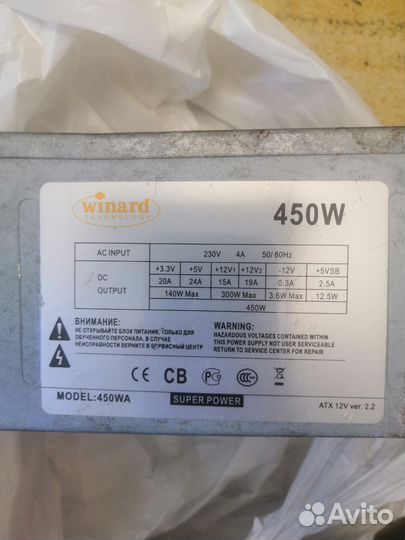 winard
TECHNOLOGY
450W
AC INPUT 230V 4A 50/60Hz
DC OUTPUT +3.3V +5V +12V1 +12V2 -12V +5VSB
20A 24A 15A 19A 0.3A 2.5A
140W Max 300W Max 3.6W Max 12.5W
450W
ВНИМАНИЕ:
НЕ ОТКРЫВАЙТЕ БЛОК ПИТАНИЯ, ТОЛЬКО ДЛЯ
ОБУЧЕННОГО ПЕРСОНАЛА. В СЛУЧАЕ
НЕИСПРАВНОСТИ ВЕРНИТЕ В СЕРВИСНЫЙ ЦЕНТР
WARNING:
HAZARDOUS VOLTAGES CONTAINED WITHIN
THIS POWER SUPPLY NOT USER SERVICEABLE
RETURN TO SERVICE CENTER FOR REPAIR.
CE CB PC CCC
MODEL:450WA
SUPER POWER
ATX 12V ver. 2.2
Avito